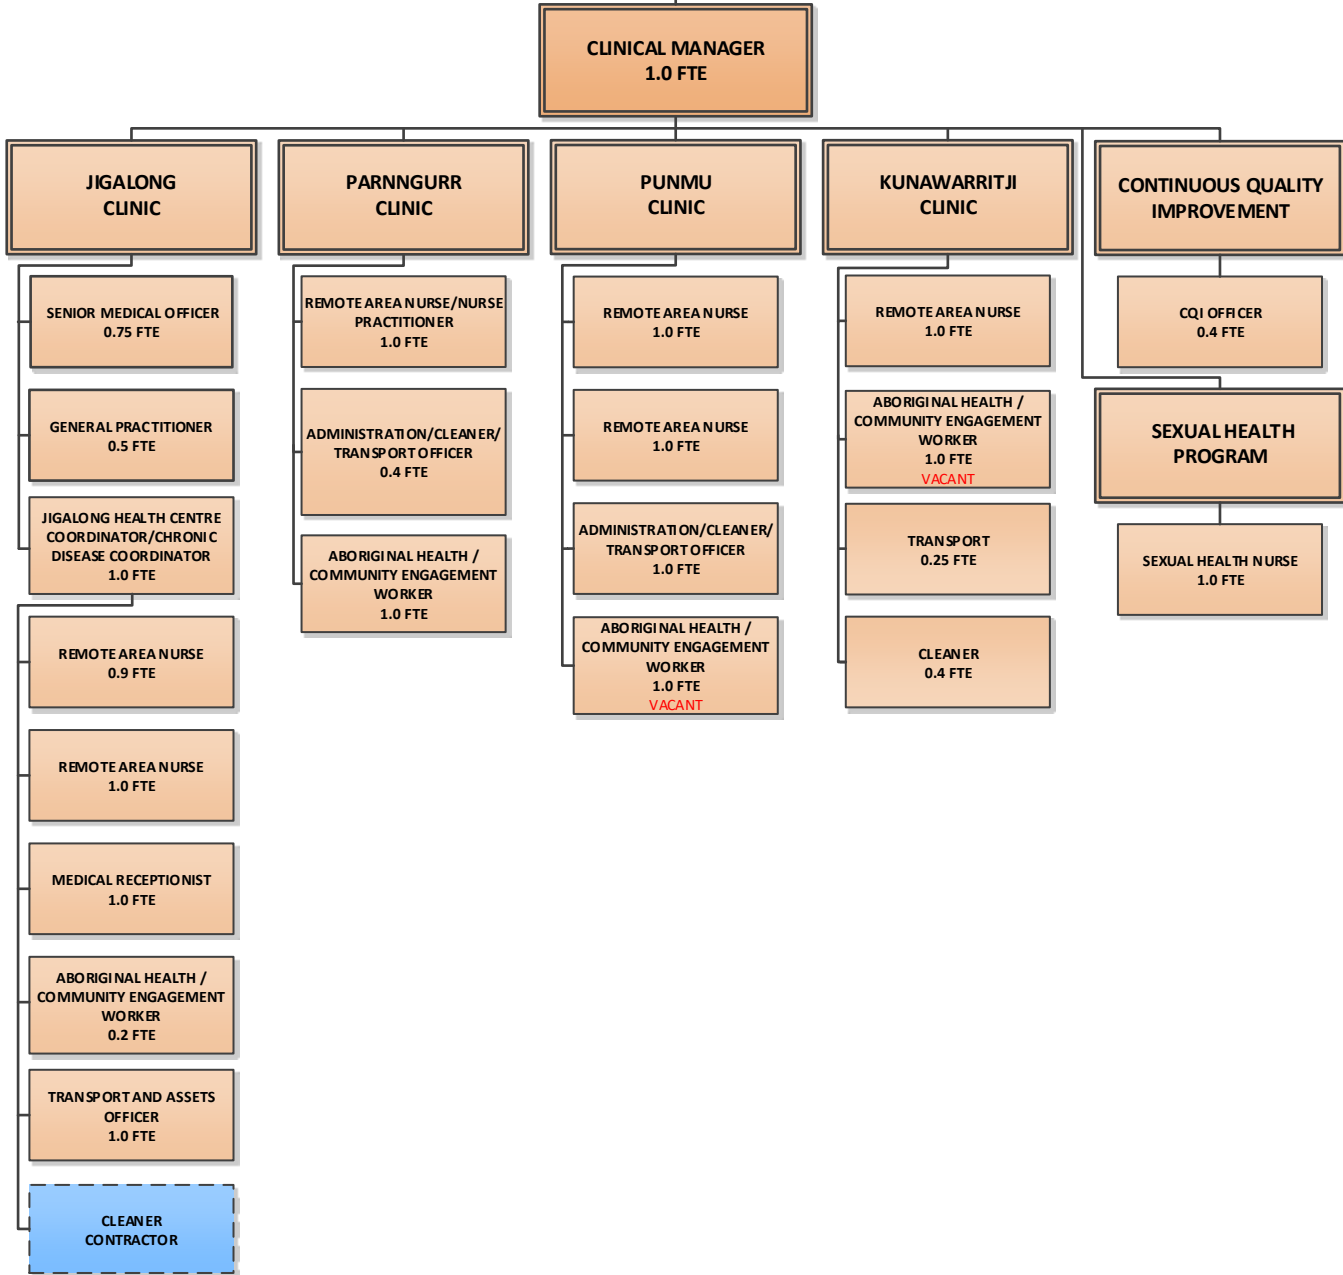 CLINICAL MANAGER
1.0 FTE
JIGALONG
CLINIC
SENIOR MEDICAL OFFICER
0.75 FTE
GENERAL PRACTITIONER
0.5 FTE
JIGALONG HEALTH CENTRE
COORDINATOR/CHRONIC
DISEASE COORDINATOR
1.0 FTE
REMOTE AREA NURSE
0.9 FTE
REMOTE AREA NURSE
1.0 FTE
MEDICAL RECEPTIONIST
1.0 FTE
ABORIGINAL HEALTH /
COMMUNITY ENGAGEMENT
WORKER
0.2 FTE
TRANSPORT AND ASSETS
OFFICER
1.0 FTE
CLEANER
CONTRACTOR
PARNNGURR
CLINIC
REMOTE AREA NURSE/NURSE
PRACTITIONER
1.0 FTE
ADMINISTRATION/CLEANER/
TRANSPORT OFFICER
0.4 FTE
ABORIGINAL HEALTH /
COMMUNITY ENGAGEMENT
WORKER
1.0 FTE
PUNMU
CLINIC
REMOTE AREA NURSE
1.0 FTE
REMOTE AREA NURSE
1.0 FTE
ADMINISTRATION/CLEANER/
TRANSPORT OFFICER
1.0 FTE
ABORIGINAL HEALTH /
COMMUNITY ENGAGEMENT
WORKER
1.0 FTE
VACANT
KUNAWARRITJI
CLINIC
REMOTE AREA NURSE
1.0 FTE
ABORIGINAL HEALTH /
COMMUNITY ENGAGEMENT
WORKER
1.0 FTE
VACANT
TRANSPORT
0.25 FTE
CLEANER
0.4 FTE
CONTINUOUS QUALITY
IMPROVEMENT
CQI OFFICER
0.4 FTE
SEXUAL HEALTH
PROGRAM
SEXUAL HEALTH NURSE
1.0 FTE